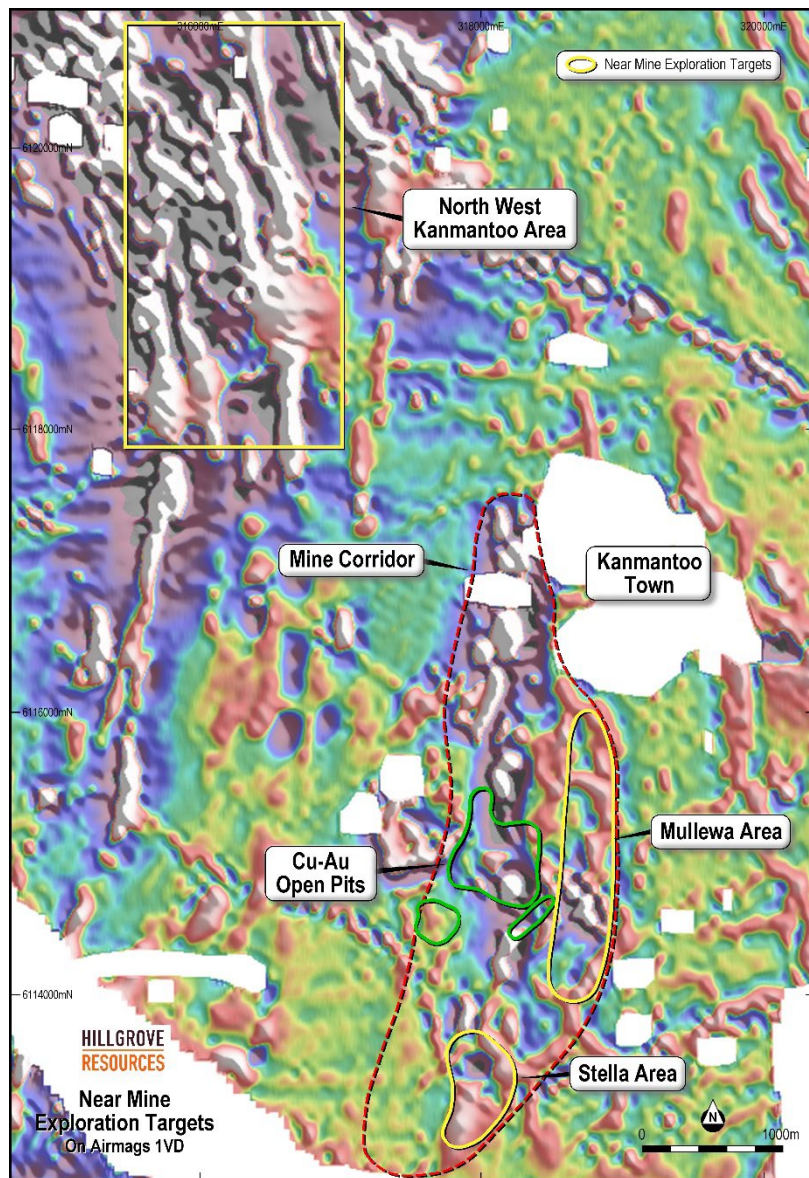 316000mE
318000mE
320000mE
Near Mine Exploration Targets
6120000mN
North West
Kanmantoo Area
6118000mN
Mine Corridor
Kanmantoo
Town
6116000mN
Mullewa Area
Cu-Au
Open Pits
6114000mN
HILLGROVE
RESOURCES
Stella Area
Near Mine
Exploration Targets
On Airmags 1VD
N
0
1000m